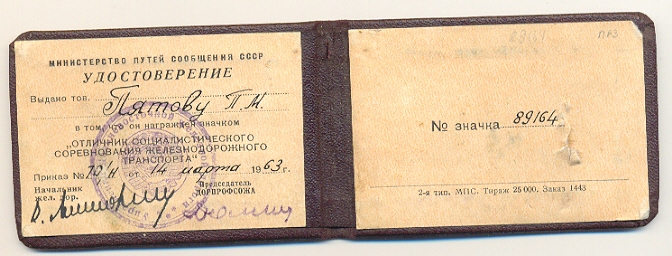 МИНИСТЕРСТВО ПУТЕЙ СООБЩЕНИЯ СССР
УДОСТОВЕРЕНИЕ
Выдано тов. Пятову П. М.
в том, что он награжден значком
"ОТЛИЧНИК СОЦИАЛИСТИЧЕСКОГО
СОРЕВНОВАНИЯ ЖЕЛЕЗНОДОРОЖНОГО
ТРАНСПОРТА"
Приказ № 70/Н от 14 марта 1963 г.
Начальник
жел. дор.
Председатель
ДОРПРОФСОЖА
89161
№ значка 89164
2-я тип. МПС. Тираж 25000. Заказ 1443